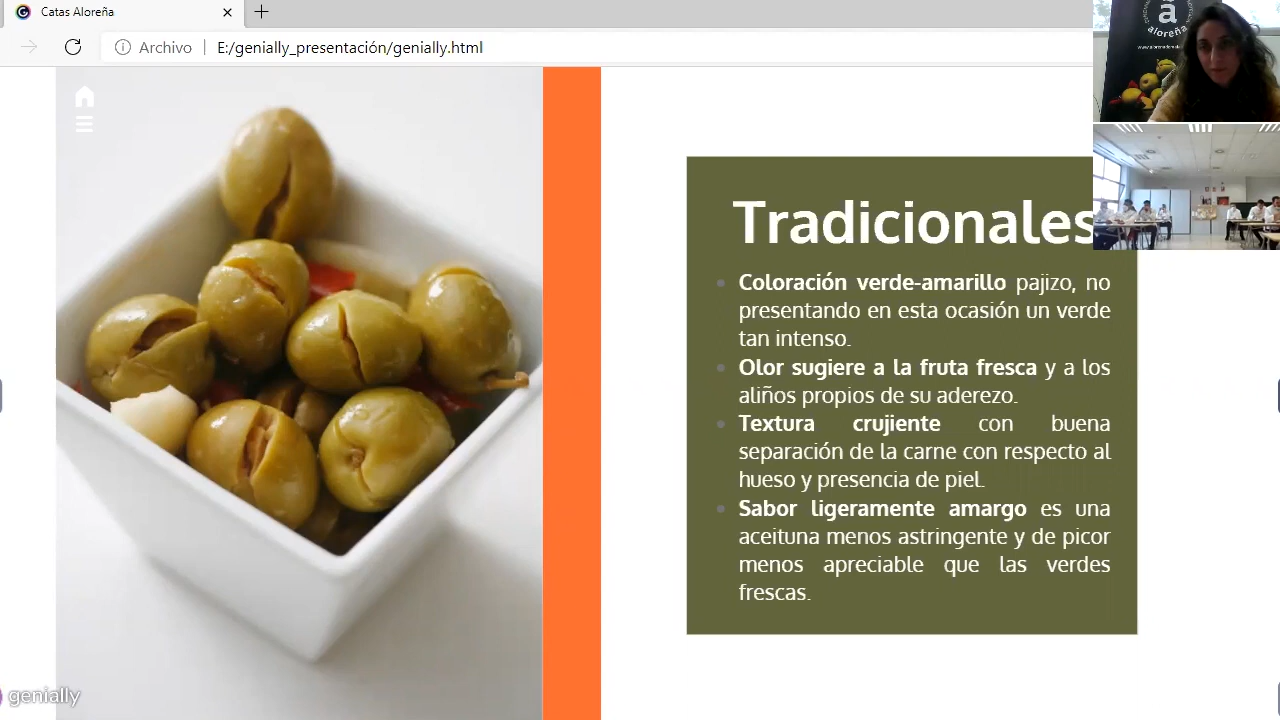 Catas Aloreña
Archivo
E:/genially_presentación/genially.html
Tradicionales
Coloración verde-amarillo pajizo, no
presentando en esta ocasión un verde
tan intenso.
Olor sugiere a la fruta fresca y a los
aliños propios de su aderezo.
Textura crujiente con buena
separación de la carne con respecto al
hueso y presencia de piel.
Sabor ligeramente amargo es una
aceituna menos astringente y de picor
menos apreciable que las verdes
frescas.
genially
aloreña